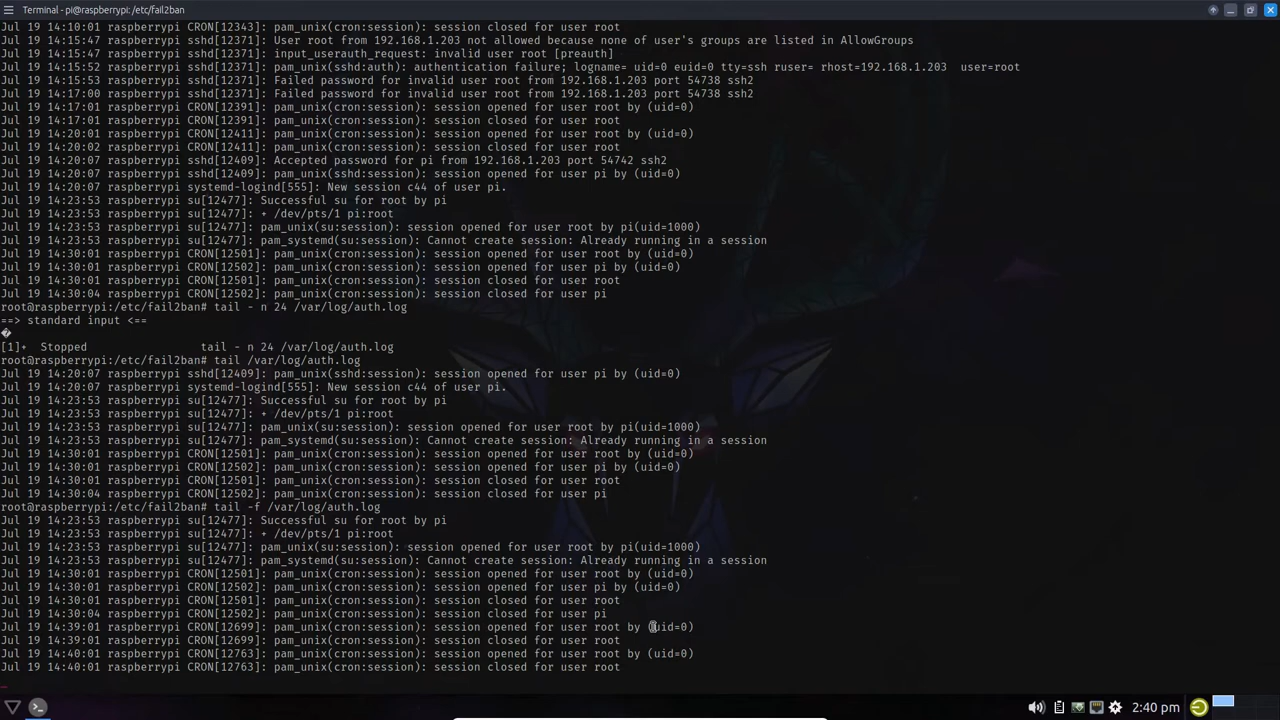 Terminal - pi@raspberrypi: /etc/fail2ban
Jul 19 14:10:01 raspberrypi CRON[12343]: pam_unix(cron:session): session closed for user root
Jul 19 14:15:47 raspberrypi sshd[12371]: User root from 192.168.1.203 not allowed because none of user's groups are listed in AllowGroups
Jul 19 14:15:47 raspberrypi sshd[12371]: input_userauth_request: invalid user root [preauth]
Jul 19 14:15:52 raspberrypi sshd[12371]: pam_unix(sshd:auth): authentication failure; logname= uid=0 euid=0 tty=ssh ruser= rhost=192.168.1.203  user=root
Jul 19 14:15:52 raspberrypi sshd[12371]: Failed password for invalid user root from 192.168.1.203 port 54738 ssh2
Jul 19 14:17:00 raspberrypi sshd[12371]: Failed password for invalid user root from 192.168.1.203 port 54738 ssh2
Jul 19 14:17:01 raspberrypi CRON[12391]: pam_unix(cron:session): session opened for user root by (uid=0)
Jul 19 14:17:01 raspberrypi CRON[12391]: pam_unix(cron:session): session closed for user root
Jul 19 14:20:01 raspberrypi CRON[12411]: pam_unix(cron:session): session opened for user root by (uid=0)
Jul 19 14:20:02 raspberrypi CRON[12411]: pam_unix(cron:session): session closed for user root
Jul 19 14:20:07 raspberrypi sshd[12409]: Accepted password for pi from 192.168.1.203 port 54742 ssh2
Jul 19 14:20:07 raspberrypi sshd[12409]: pam_unix(sshd:session): session opened for user pi by (uid=0)
Jul 19 14:20:07 raspberrypi systemd-logind[555]: New session c44 of user pi.
Jul 19 14:23:53 raspberrypi su[12477]: Successful su for root by pi
Jul 19 14:23:53 raspberrypi su[12477]: + /dev/pts/1 pi:root
Jul 19 14:23:53 raspberrypi su[12477]: pam_unix(su:session): session opened for user root by pi(uid=1000)
Jul 19 14:23:53 raspberrypi su[12477]: pam_systemd(su:session): Cannot create session: Already running in a session
Jul 19 14:30:01 raspberrypi CRON[12501]: pam_unix(cron:session): session opened for user root by (uid=0)
Jul 19 14:30:01 raspberrypi CRON[12502]: pam_unix(cron:session): session opened for user pi by (uid=0)
Jul 19 14:30:01 raspberrypi CRON[12501]: pam_unix(cron:session): session closed for user root
Jul 19 14:30:04 raspberrypi CRON[12502]: pam_unix(cron:session): session closed for user pi
root@raspberrypi:/etc/fail2ban# tail - n 24 /var/log/auth.log
==> standard input <==
�
[1]+  Stopped                 tail - n 24 /var/log/auth.log
root@raspberrypi:/etc/fail2ban# tail /var/log/auth.log
Jul 19 14:20:07 raspberrypi sshd[12409]: pam_unix(sshd:session): session opened for user pi by (uid=0)
Jul 19 14:20:07 raspberrypi systemd-logind[555]: New session c44 of user pi.
Jul 19 14:23:53 raspberrypi su[12477]: Successful su for root by pi
Jul 19 14:23:53 raspberrypi su[12477]: + /dev/pts/1 pi:root
Jul 19 14:23:53 raspberrypi su[12477]: pam_unix(su:session): session opened for user root by pi(uid=1000)
Jul 19 14:23:53 raspberrypi su[12477]: pam_systemd(su:session): Cannot create session: Already running in a session
Jul 19 14:30:01 raspberrypi CRON[12501]: pam_unix(cron:session): session opened for user root by (uid=0)
Jul 19 14:30:01 raspberrypi CRON[12502]: pam_unix(cron:session): session opened for user pi by (uid=0)
Jul 19 14:30:01 raspberrypi CRON[12501]: pam_unix(cron:session): session closed for user root
Jul 19 14:30:04 raspberrypi CRON[12502]: pam_unix(cron:session): session closed for user pi
root@raspberrypi:/etc/fail2ban# tail -f /var/log/auth.log
Jul 19 14:23:53 raspberrypi su[12477]: Successful su for root by pi
Jul 19 14:23:53 raspberrypi su[12477]: + /dev/pts/1 pi:root
Jul 19 14:23:53 raspberrypi su[12477]: pam_unix(su:session): session opened for user root by pi(uid=1000)
Jul 19 14:23:53 raspberrypi su[12477]: pam_systemd(su:session): Cannot create session: Already running in a session
Jul 19 14:30:01 raspberrypi CRON[12501]: pam_unix(cron:session): session opened for user root by (uid=0)
Jul 19 14:30:01 raspberrypi CRON[12502]: pam_unix(cron:session): session opened for user pi by (uid=0)
Jul 19 14:30:01 raspberrypi CRON[12501]: pam_unix(cron:session): session closed for user root
Jul 19 14:30:04 raspberrypi CRON[12502]: pam_unix(cron:session): session closed for user pi
Jul 19 14:39:01 raspberrypi CRON[12699]: pam_unix(cron:session): session opened for user root by (uid=0)
Jul 19 14:39:01 raspberrypi CRON[12699]: pam_unix(cron:session): session closed for user root
Jul 19 14:40:01 raspberrypi CRON[12763]: pam_unix(cron:session): session opened for user root by (uid=0)
Jul 19 14:40:01 raspberrypi CRON[12763]: pam_unix(cron:session): session closed for user root
2:40 pm